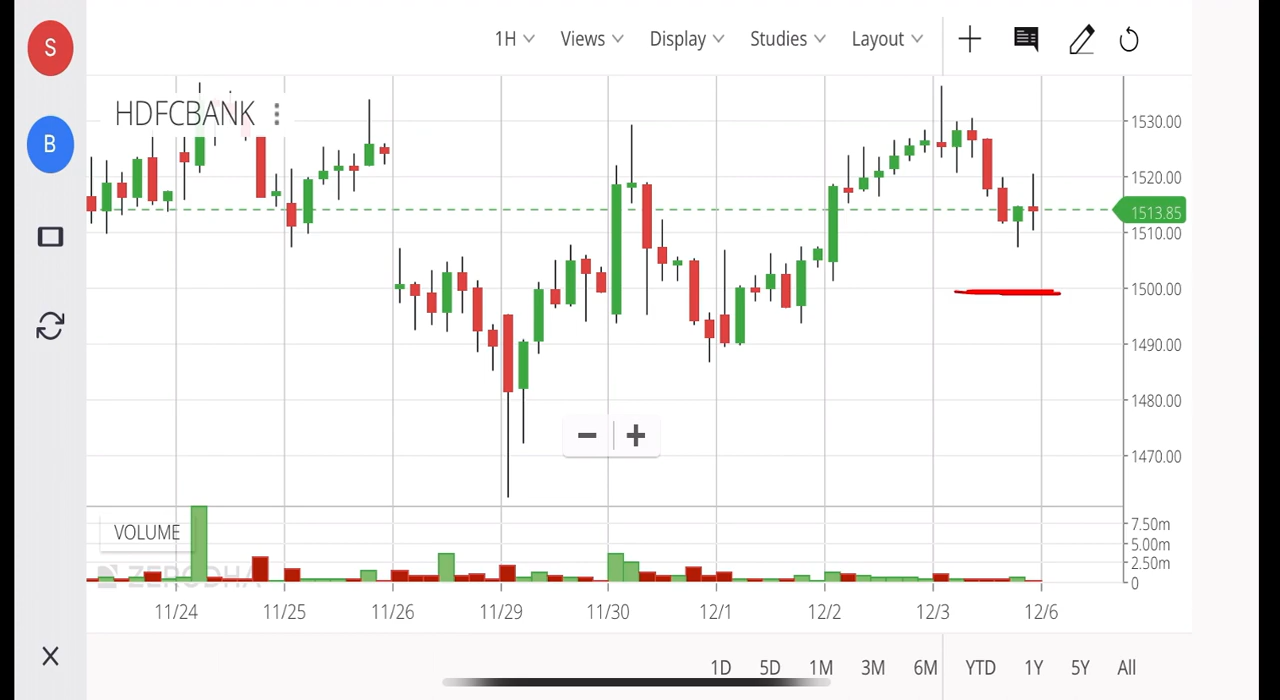 S
1H Views Display Studies Layout
HDFCBANK
B
1530.00
1520.00
1513.85
1510.00
1500.00
1490.00
1480.00
1470.00
VOLUME
7.50m
5.00m
2.50m
0
ZERODHA
11/24 11/25 11/26 11/29 11/30 12/1 12/2 12/3 12/6
1D 5D 1M 3M 6M YTD 1Y 5Y All